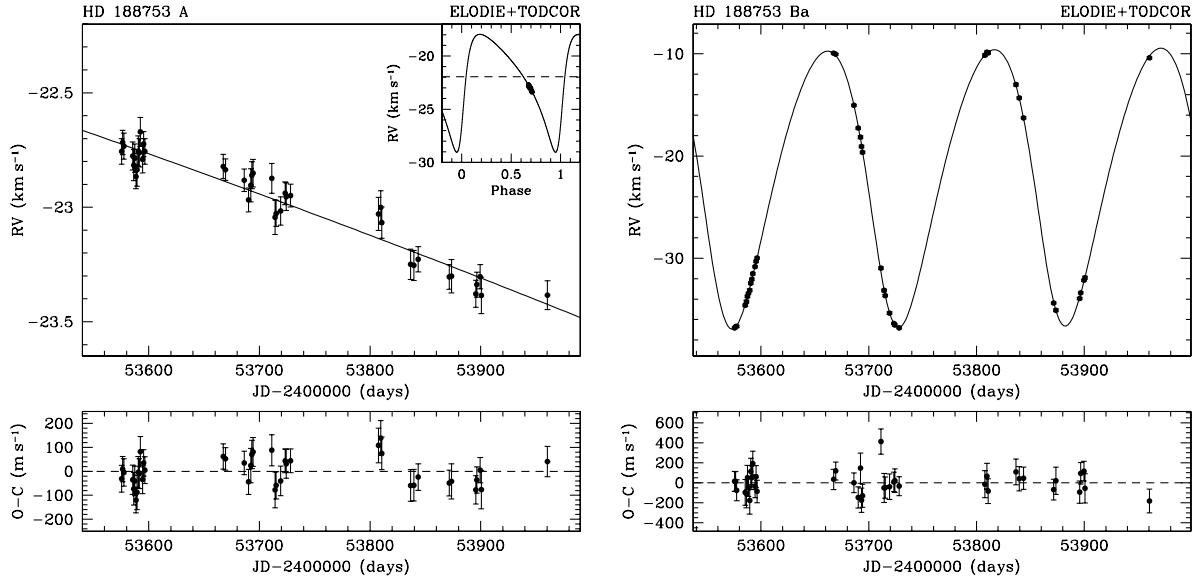 HD 188753 A ELODIE+TODCOR
RV (km s⁻¹)
−22.5
−23
−23.5
53600 53700 53800 53900
JD−2400000 (days)
RV (km s⁻¹)
−20
−25
−30
0 0.5 1
Phase
O−C (m s⁻¹)
200
100
0
−100
−200
53600 53700 53800 53900
JD−2400000 (days)
HD 188753 Ba ELODIE+TODCOR
RV (km s⁻¹)
−10
−20
−30
53600 53700 53800 53900
JD−2400000 (days)
O−C (m s⁻¹)
600
400
200
0
−200
−400
53600 53700 53800 53900
JD−2400000 (days)